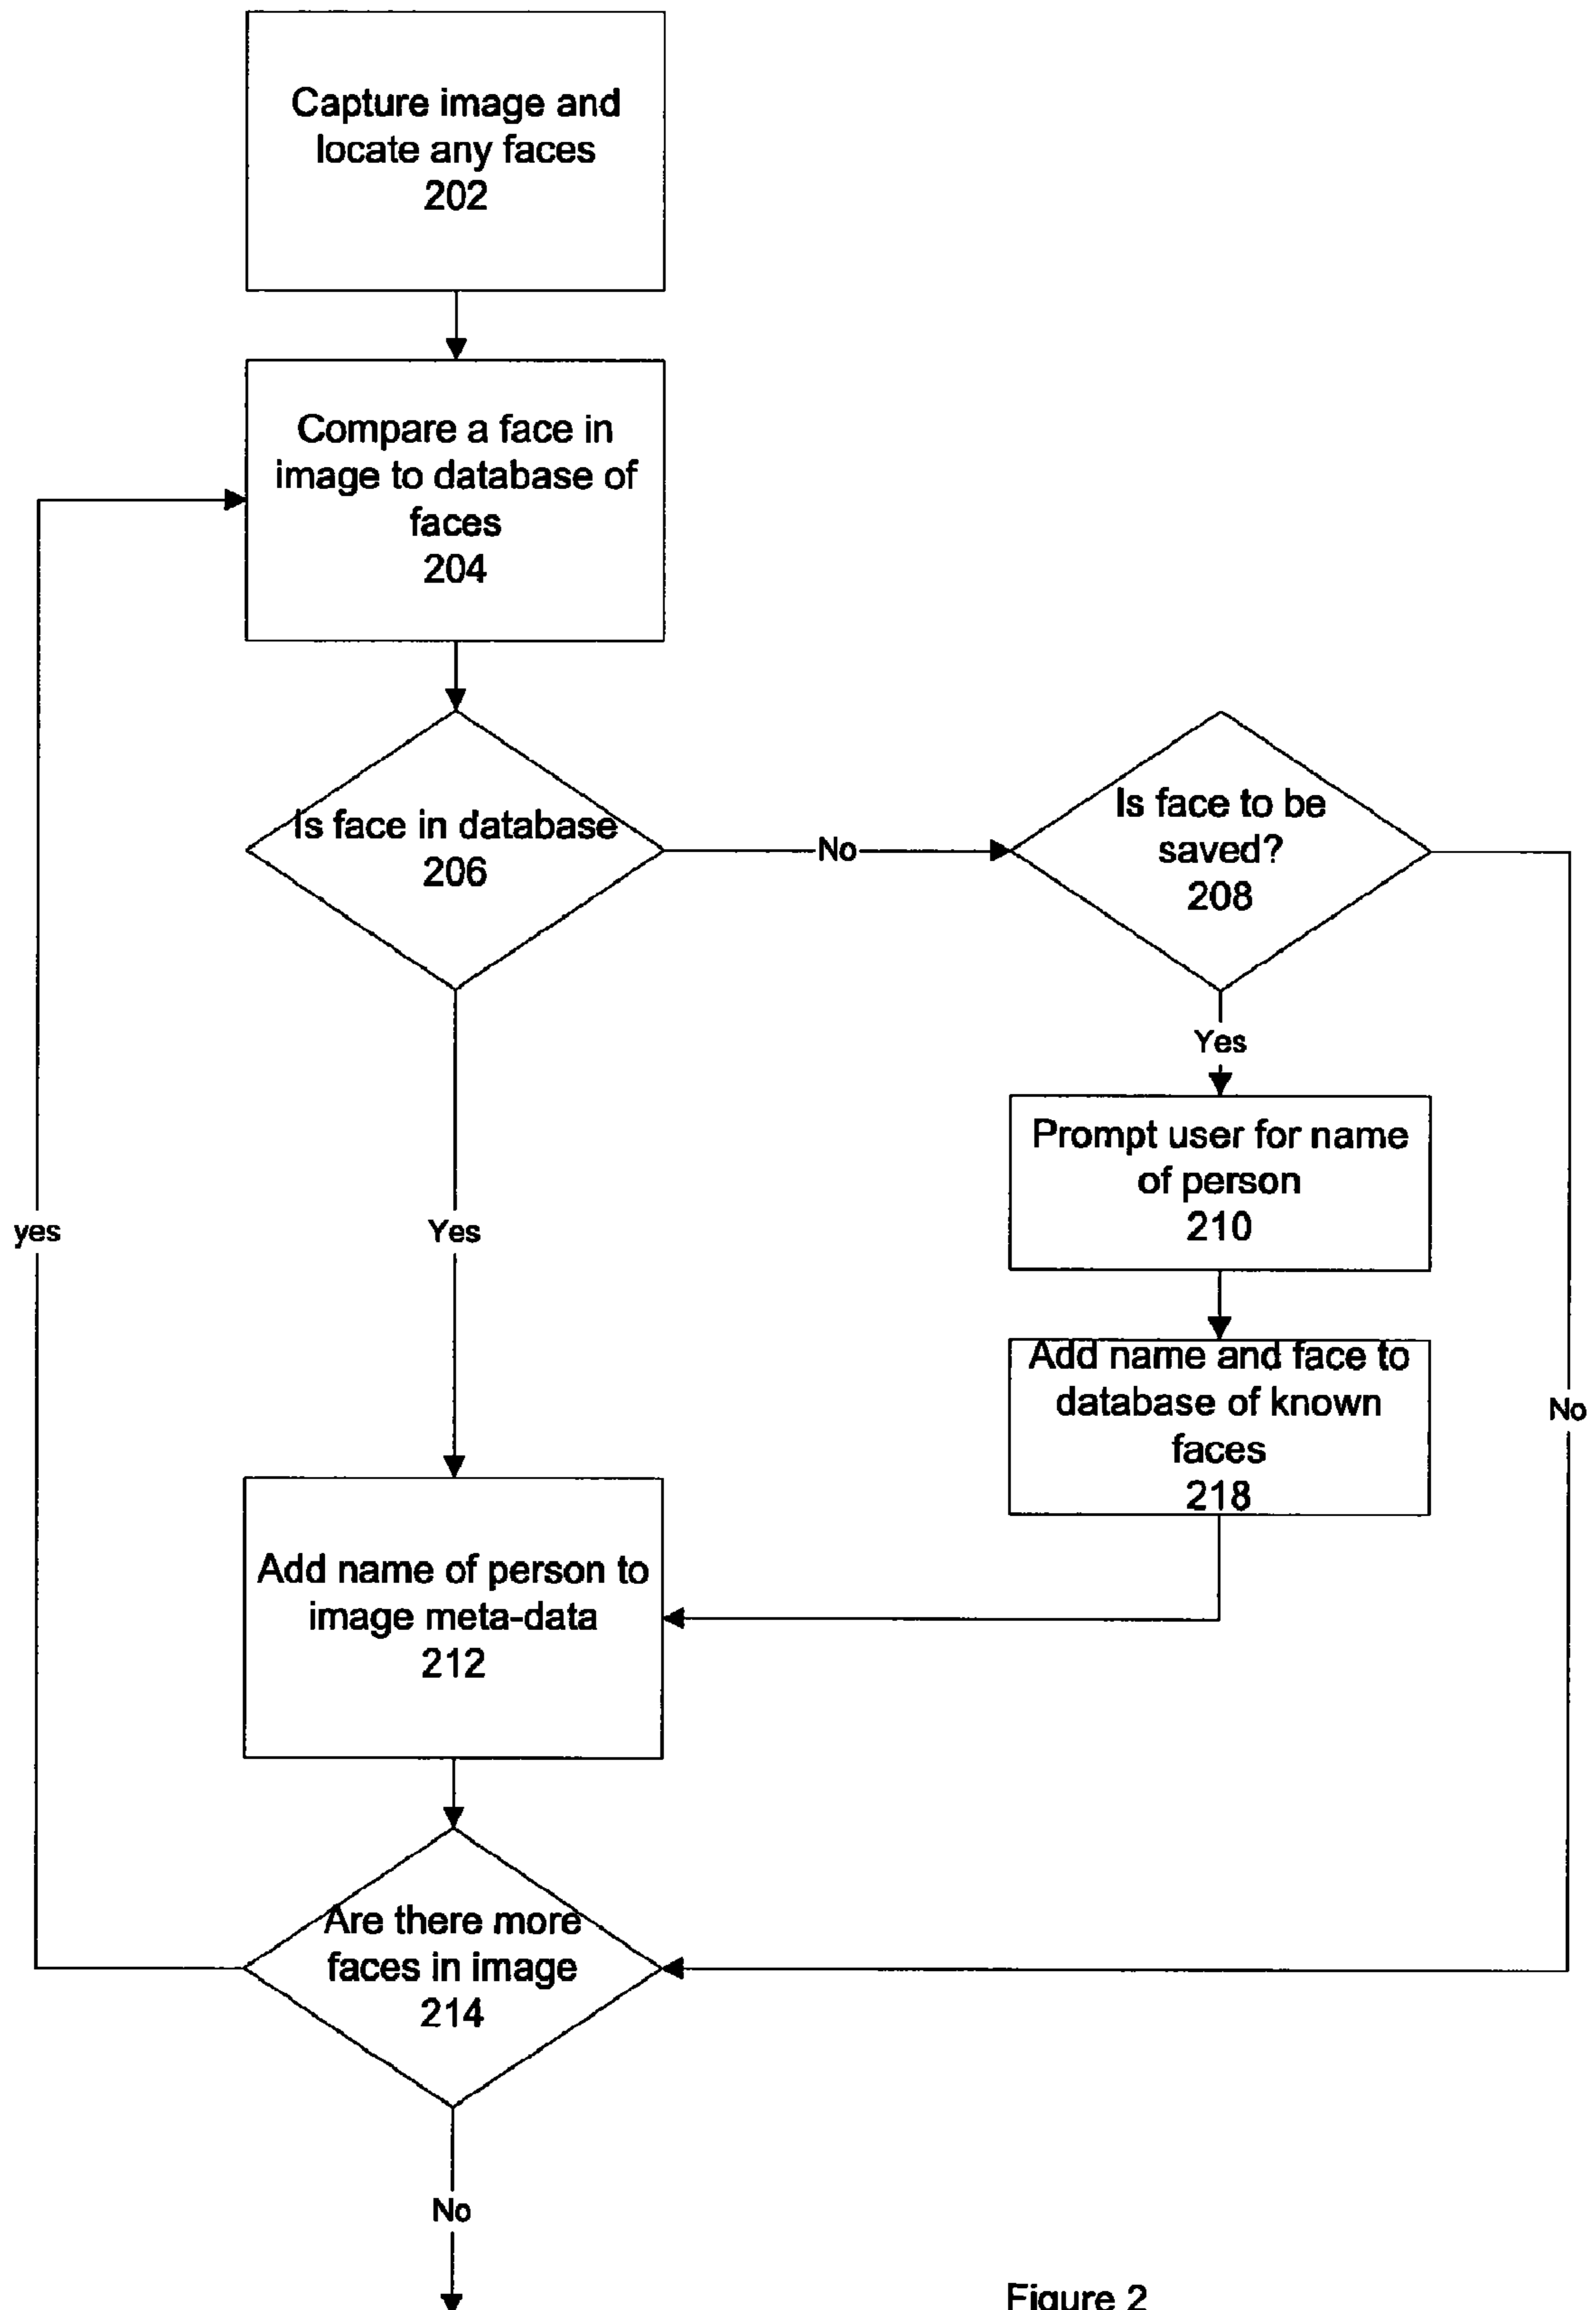 Capture image and
locate any faces
202
Compare a face in
image to database of
faces
204
Is face in database
206
No
Is face to be
saved?
208
Yes
Prompt user for name
of person
210
yes
Yes
Add name and face to
database of known
faces
218
No
Add name of person to
image meta-data
212
Are there more
faces in image
214
No
Figure 2